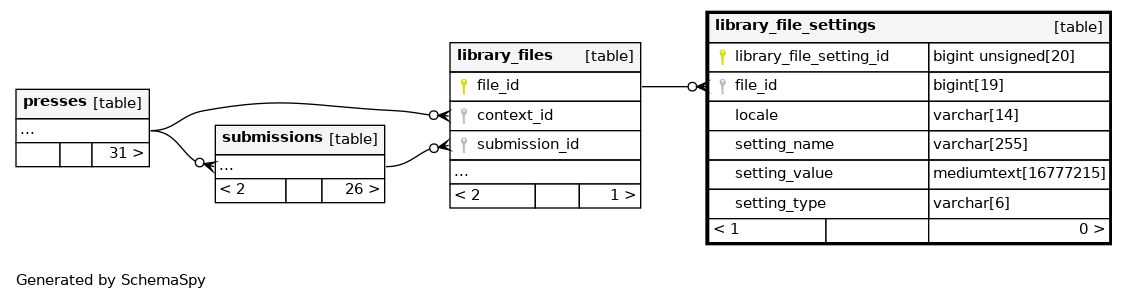 presses [table]
...
31 >
submissions [table]
...
< 2 26 >
library_files [table]
file_id
context_id
submission_id
...
< 2 1 >
library_file_settings [table]
library_file_setting_id bigint unsigned[20]
file_id bigint[19]
locale varchar[14]
setting_name varchar[255]
setting_value mediumtext[16777215]
setting_type varchar[6]
< 1 0 >
Generated by SchemaSpy